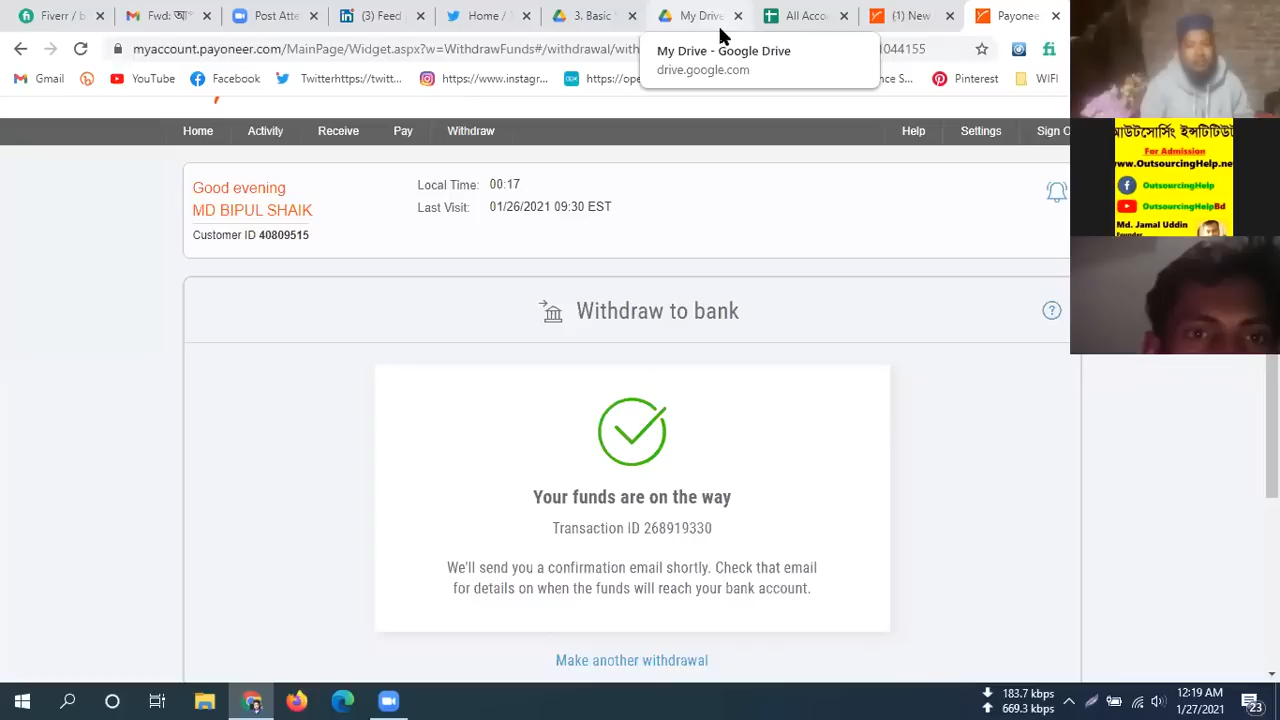 Fiverr / b
Fwd: আ
Post Atte
(3) Feed
Home /
3. Basic
My Drive
All Acco
(1) New
Payonee
myaccount.payoneer.com/MainPage/Widget.aspx?w=WithdrawFunds#/withdrawal/with
1044155
My Drive - Google Drive
drive.google.com
Gmail
YouTube
Facebook
Twitterhttps://twitt...
https://www.instagr...
https://ope
ce S...
Pinterest
WIFI
Home Activity Receive Pay Withdraw Help Settings Sign O
Good evening
MD BIPUL SHAIK
Customer ID 40809515
Local Time: 00:17
Last Visit: 01/26/2021 09:30 EST
Withdraw to bank
Your funds are on the way
Transaction ID 268919330
We'll send you a confirmation email shortly. Check that email
for details on when the funds will reach your bank account.
Make another withdrawal
আউটসোর্সিং ইন্সটিটিউ
For Admission
www.OutsourcingHelp.ne
OutsourcingHelp
OutsourcingHelpBd
Md. Jamal Uddin
Founder
183.7 kbps
669.3 kbps
12:19 AM
1/27/2021
23